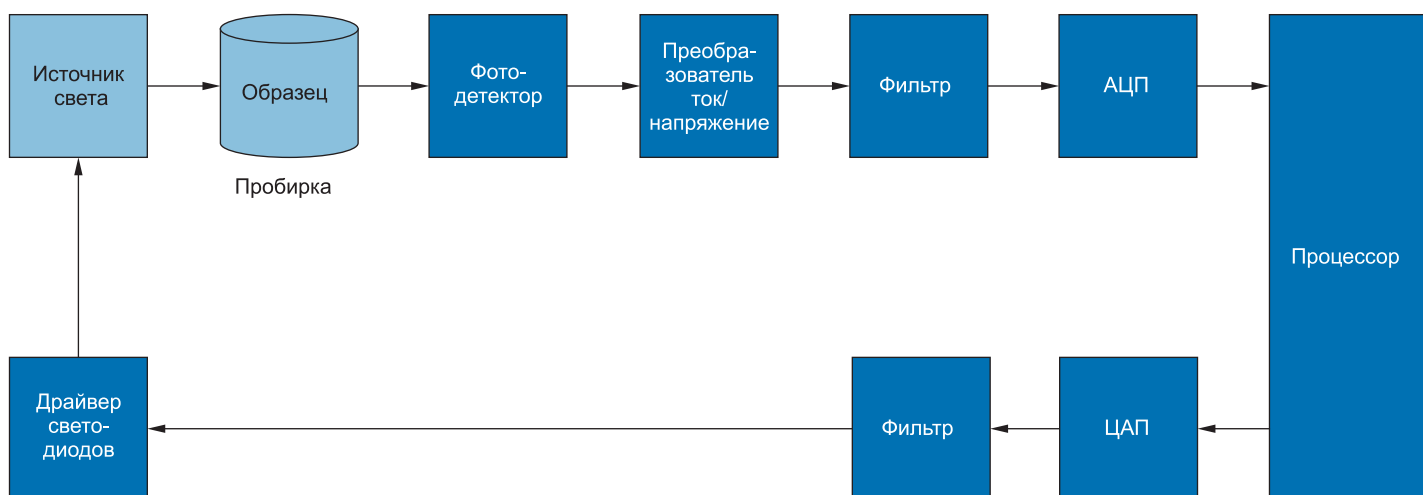 Источник
света
Образец
Пробирка
Фото-
детектор
Преобра-
зователь
ток/
напряжение
Фильтр
АЦП
Процессор
Драйвер
свето-
диодов
Фильтр
ЦАП